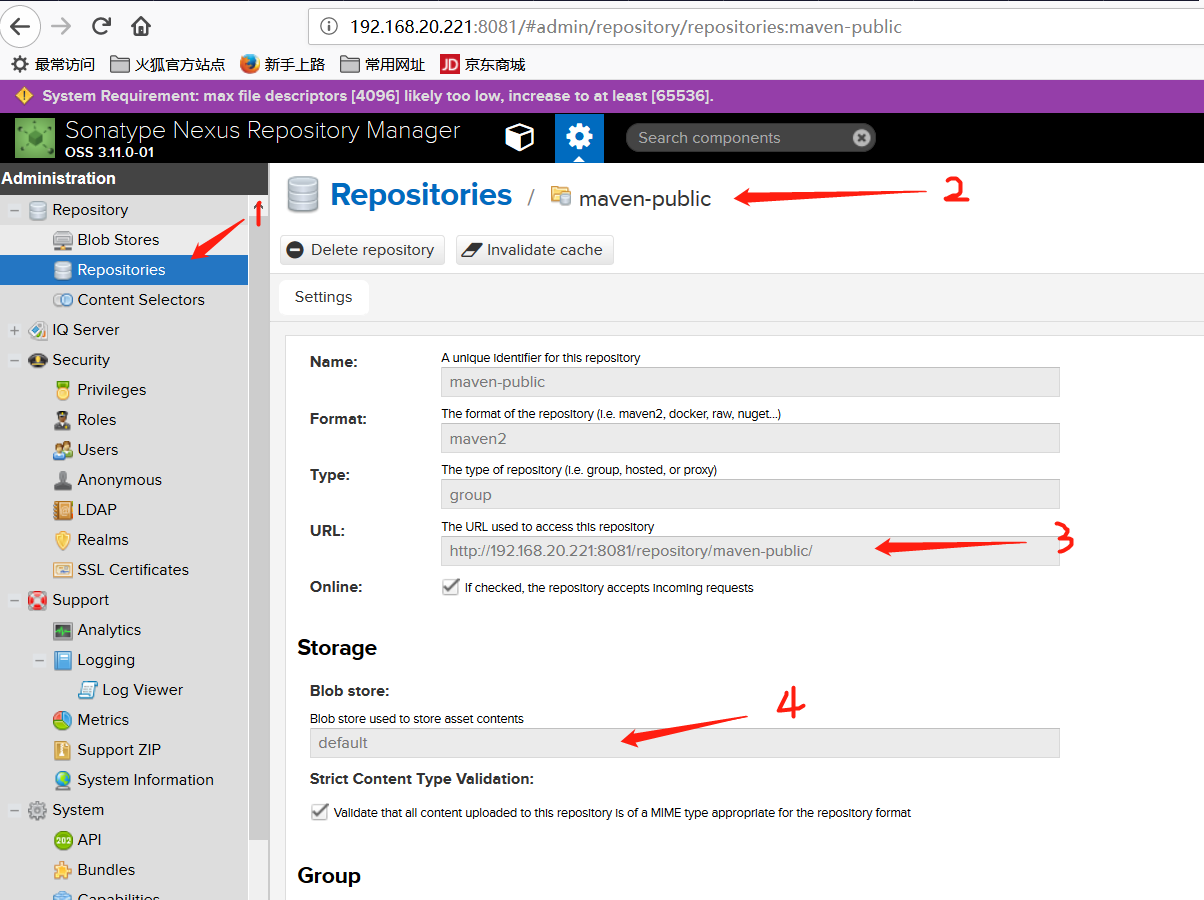 192.168.20.221:8081/#admin/repository/repositories:maven-public
最常访问 火狐官方站点 新手上路 常用网址 JD 京东商城
System Requirement: max file descriptors [4096] likely too low, increase to at least [65536].
Sonatype Nexus Repository Manager
OSS 3.11.0-01
Search components
Administration
Repository
Blob Stores
Repositories
Content Selectors
IQ Server
Security
Privileges
Roles
Users
Anonymous
LDAP
Realms
SSL Certificates
Support
Analytics
Logging
Log Viewer
Metrics
Support ZIP
System Information
System
202 API
Bundles
Capabilities
1
Repositories / maven-public 2
Delete repository Invalidate cache
Settings
Name: A unique identifier for this repository
maven-public
Format: The format of the repository (i.e. maven2, docker, raw, nuget...)
maven2
Type: The type of repository (i.e. group, hosted, or proxy)
group
URL: The URL used to access this repository
http://192.168.20.221:8081/repository/maven-public/ 3
Online: If checked, the repository accepts incoming requests
Storage
Blob store:
Blob store used to store asset contents 4
default
Strict Content Type Validation:
Validate that all content uploaded to this repository is of a MIME type appropriate for the repository format
Group